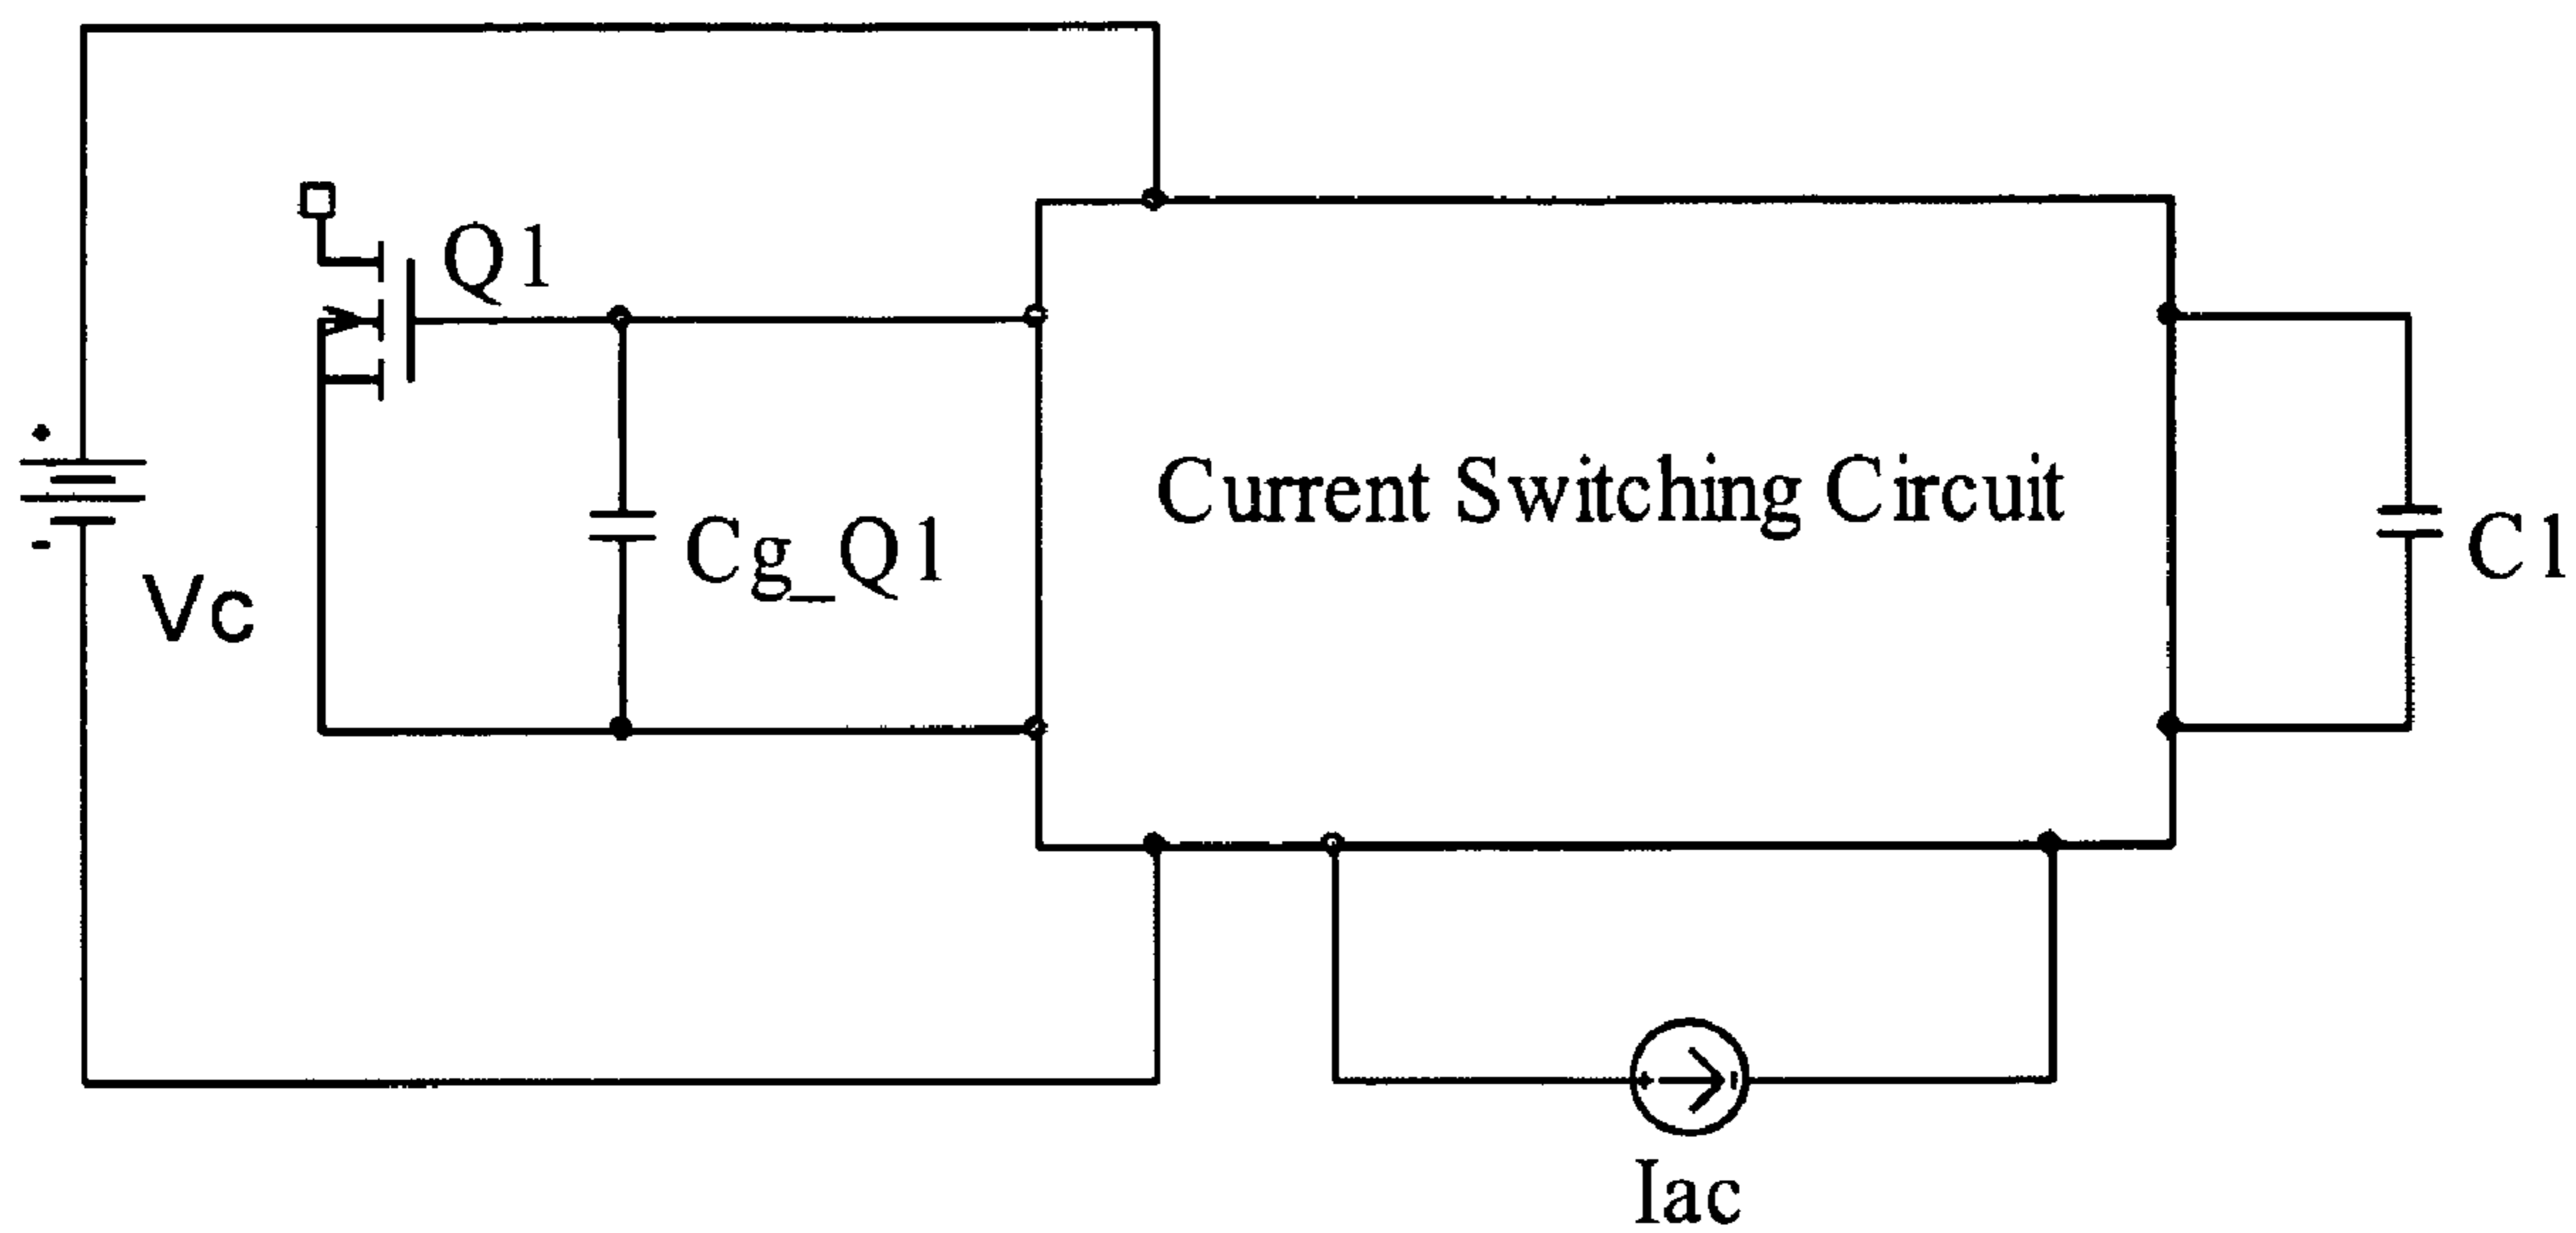 Q1
Current Switching Circuit
Cg_Q1
C1
+
-
Vc
Iac